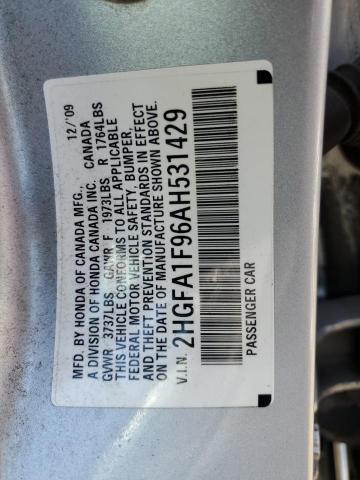 MFD. BY HONDA OF CANADA MFG.,                                     12/'09
A DIVISION OF HONDA CANADA INC.    CANADA
GVWR 3737LBS GAWR F 1973LBS R 1764LBS
THIS VEHICLE CONFORMS TO ALL APPLICABLE
FEDERAL MOTOR VEHICLE SAFETY, BUMPER,
AND THEFT PREVENTION STANDARDS IN EFFECT
ON THE DATE OF MANUFACTURE SHOWN ABOVE.
V.I.N. 2HGFA1F96AH531429
PASSENGER CAR